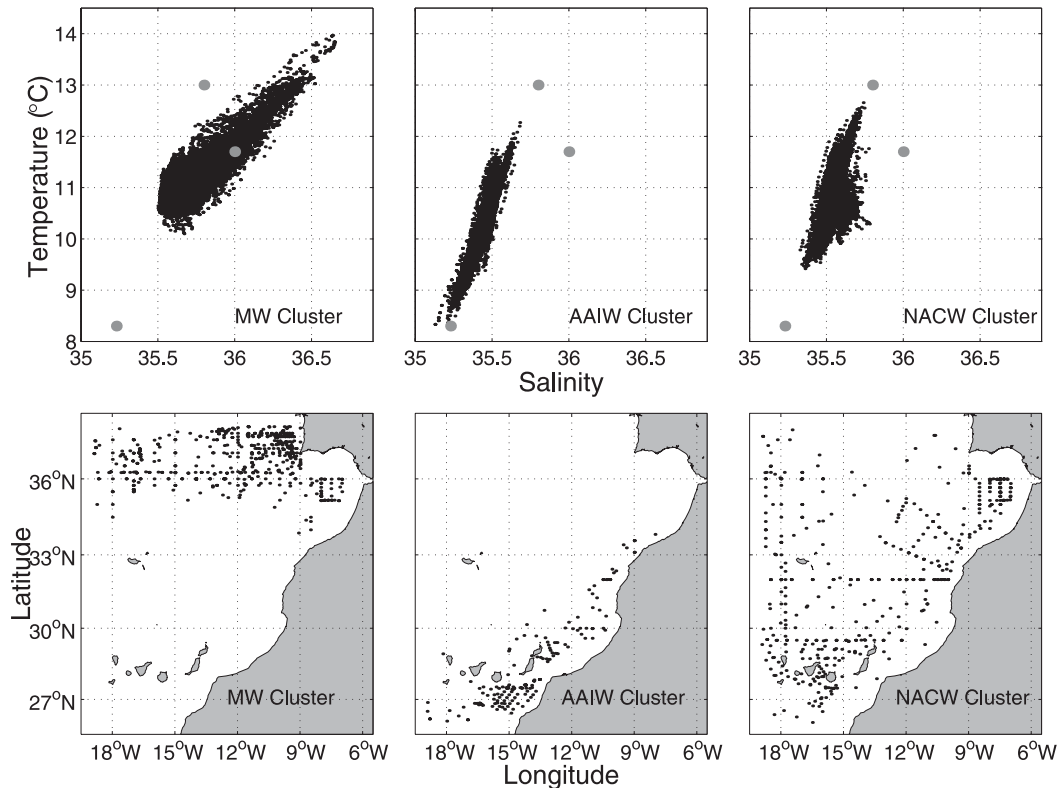 14
13
12
11
10
9
8
Temperature (°C)
35 35.5 36 36.5
MW Cluster
35 35.5 36 36.5
AAIW Cluster
35 35.5 36 36.5
NACW Cluster
Salinity
36°N
33°N
30°N
27°N
Latitude
MW Cluster
AAIW Cluster
NACW Cluster
18°W 15°W 12°W 9°W 6°W
18°W 15°W 12°W 9°W 6°W
18°W 15°W 12°W 9°W 6°W
Longitude